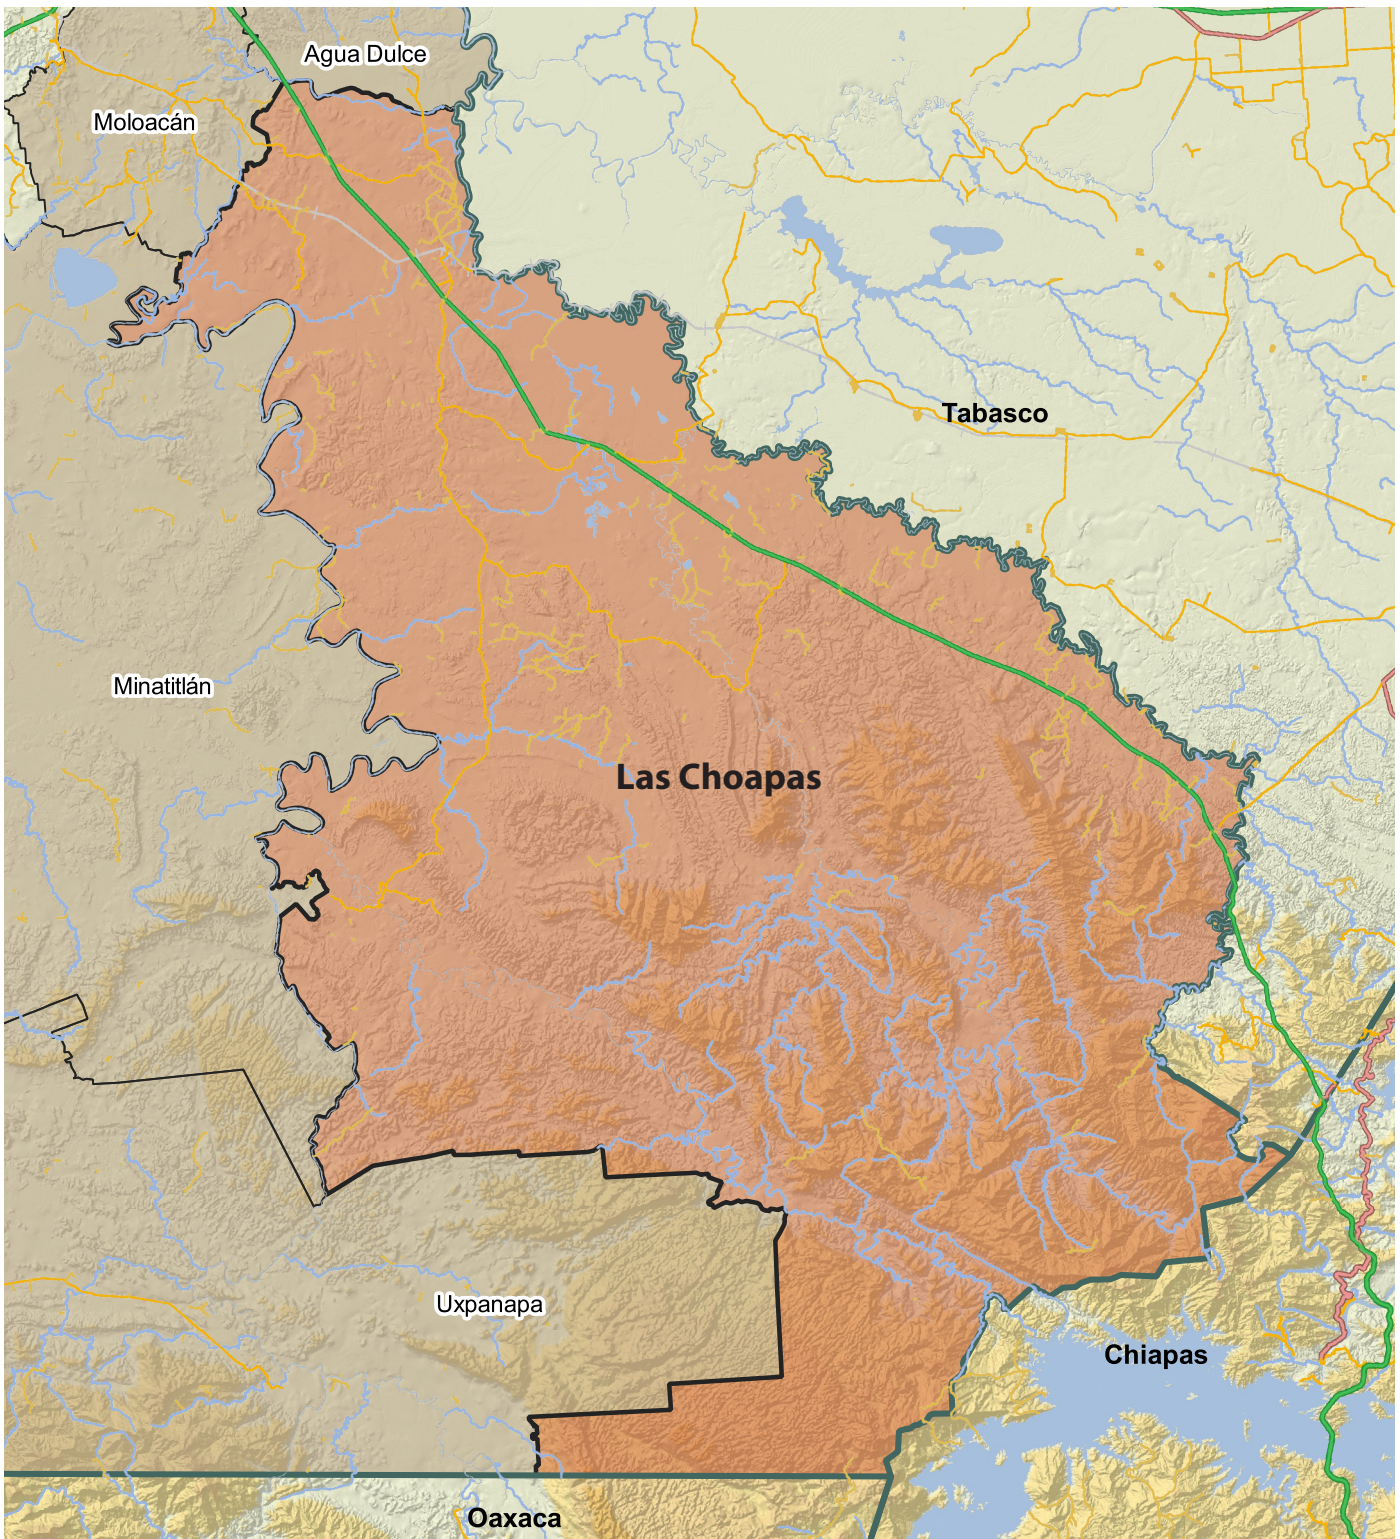 Agua Dulce
Moloacán
Tabasco
Minatitlán
Las Choapas
Uxpanapa
Chiapas
Oaxaca